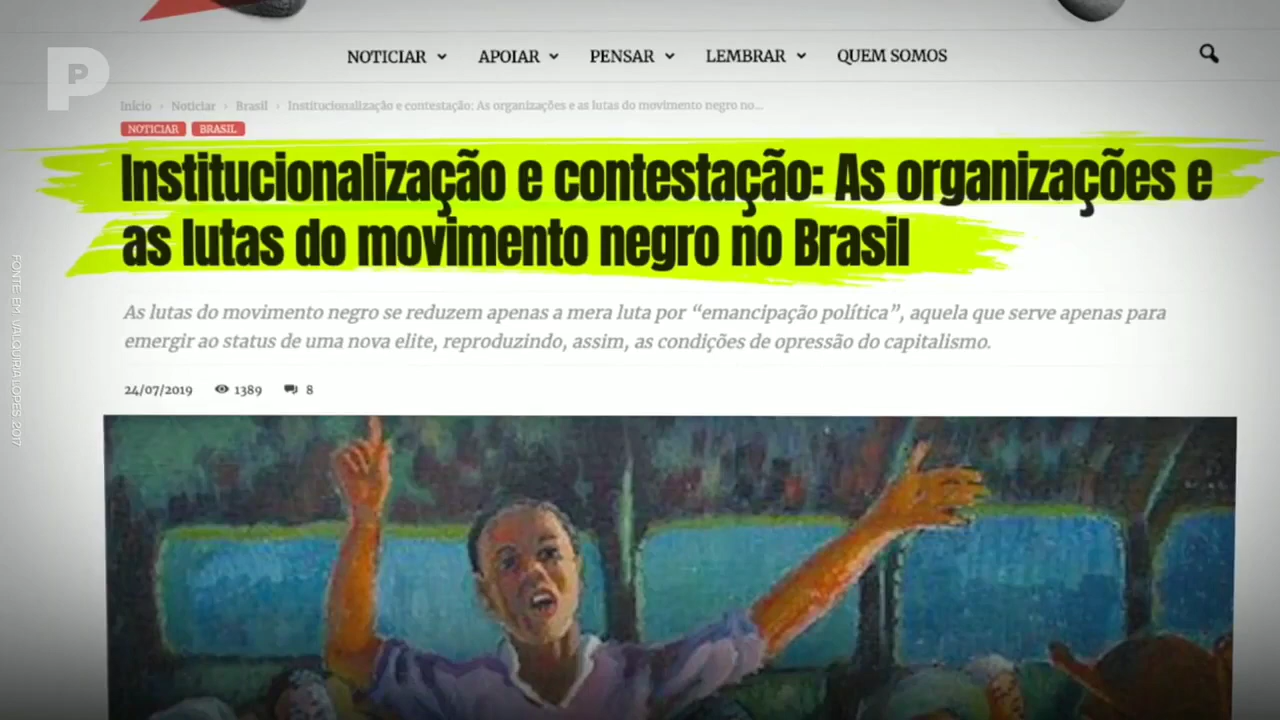 P
P
NOTICIAR
APOIAR
PENSAR
LEMBRAR
QUEM SOMOS
Início › Noticiar › Brasil › Institucionalização e contestação: As organizações e as lutas do movimento negro no...
NOTICIAR
BRASIL
Institucionalização e contestação: As organizações e
as lutas do movimento negro no Brasil
As lutas do movimento negro se reduzem apenas a mera luta por “emancipação política”, aquela que serve apenas para
emergir ao status de uma nova elite, reproduzindo, assim, as condições de opressão do capitalismo.
24/07/2019 1389 8
FONTE: EM, VALQUIRIA LOPES, 2017